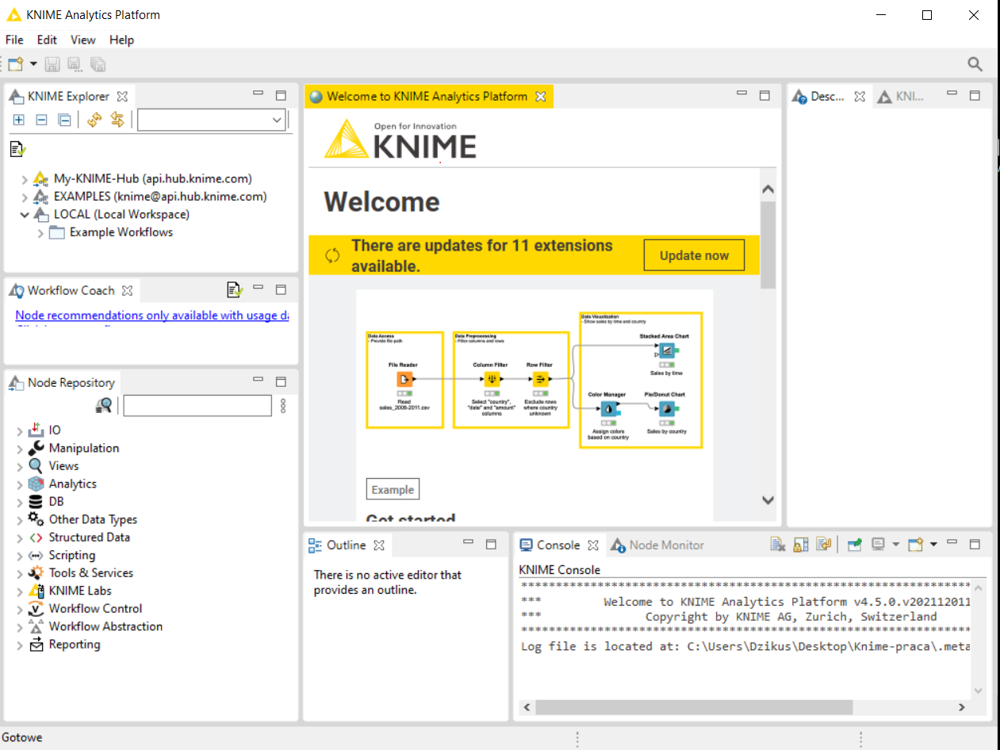 KNIME Analytics Platform
File Edit View Help
KNIME Explorer
My-KNIME-Hub (api.hub.knime.com)
EXAMPLES (knime@api.hub.knime.com)
LOCAL (Local Workspace)
Example Workflows
Workflow Coach
Node recommendations only available with usage da
Node Repository
IO
Manipulation
Views
Analytics
DB
Other Data Types
Structured Data
Scripting
Tools & Services
KNIME Labs
Workflow Control
Workflow Abstraction
Reporting
Welcome to KNIME Analytics Platform
Open for Innovation
KNIME
Welcome
There are updates for 11 extensions
available.
Update now
Data Access
- Provide file path
File Reader
Read
sales_2008-2011.csv
Data Preprocessing
- Filter columns and rows
Column Filter
Select "country",
"date" and "amount"
columns
Row Filter
Exclude rows
where country
unknown
Data Visualization
- Show sales by time and country
Stacked Area Chart
Sales by time
Color Manager
Assign colors
based on country
Pie/Donut Chart
Sales by country
Example
Get started
Desc...
KNI...
Outline
There is no active editor that
provides an outline.
Console
Node Monitor
KNIME Console
*** Welcome to KNIME Analytics Platform v4.5.0.v202112011
*** Copyright by KNIME AG, Zurich, Switzerland
Log file is located at: C:\Users\Dzikus\Desktop\Knime-praca\.meta
Gotowe